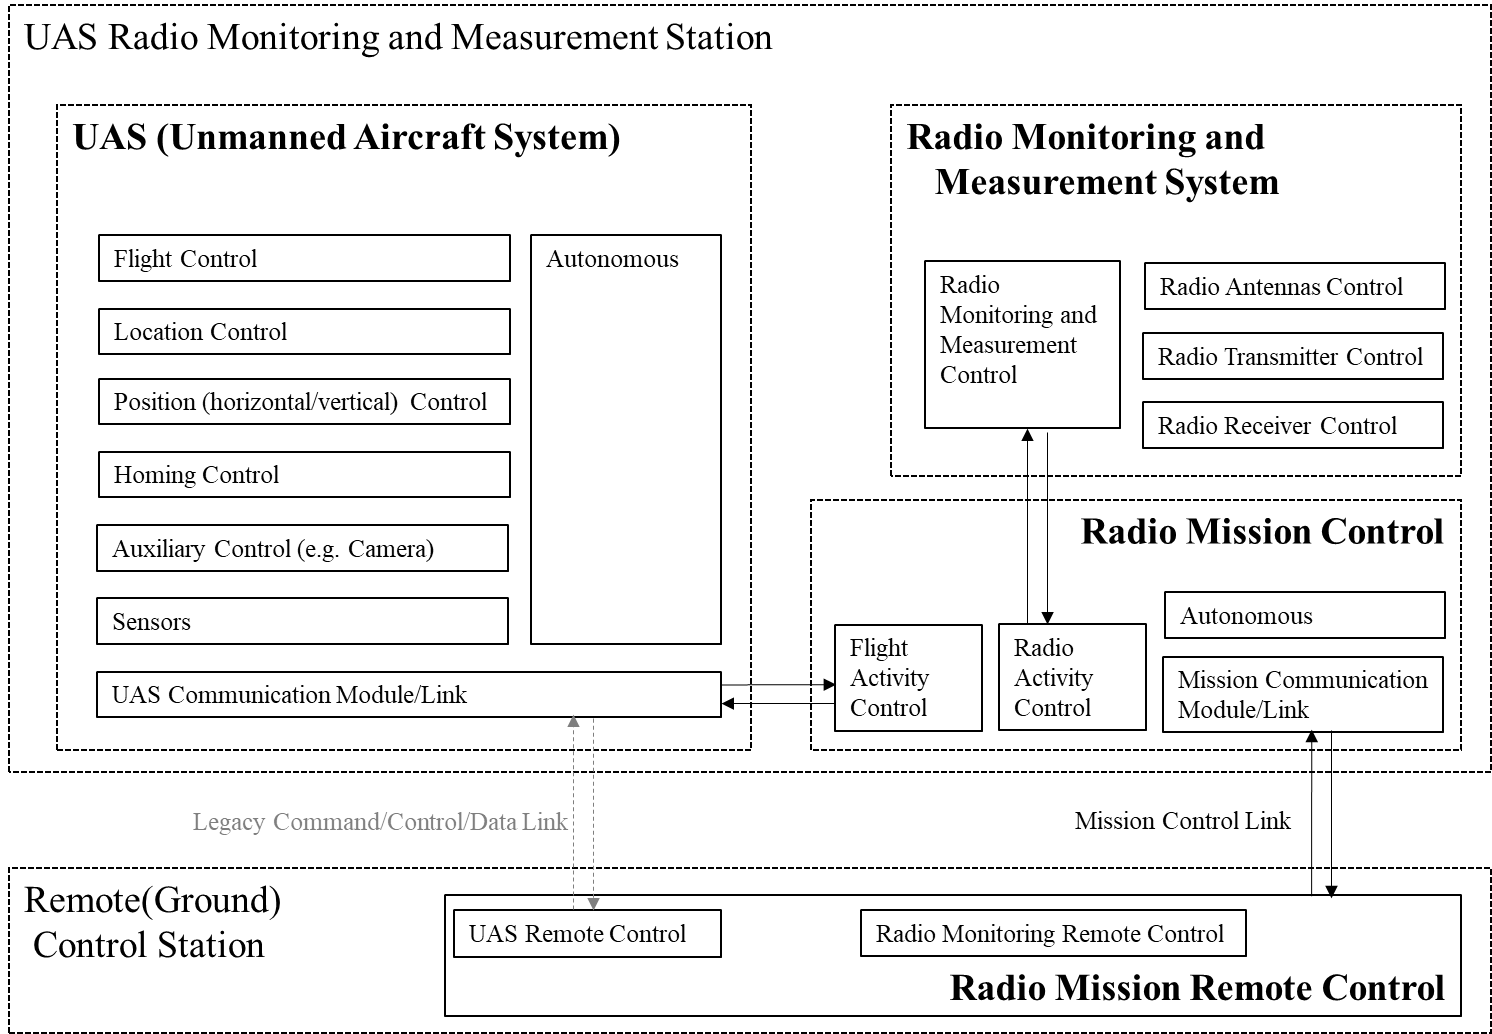 UAS Radio Monitoring and Measurement Station
UAS (Unmanned Aircraft System)
Flight Control
Location Control
Position (horizontal/vertical) Control
Homing Control
Auxiliary Control (e.g. Camera)
Sensors
Autonomous
UAS Communication Module/Link
Radio Monitoring and
Measurement System
Radio
Monitoring and
Measurement
Control
Radio Antennas Control
Radio Transmitter Control
Radio Receiver Control
Radio Mission Control
Flight
Activity
Control
Radio
Activity
Control
Autonomous
Mission Communication
Module/Link
Legacy Command/Control/Data Link
Mission Control Link
Remote(Ground)
Control Station
UAS Remote Control
Radio Monitoring Remote Control
Radio Mission Remote Control